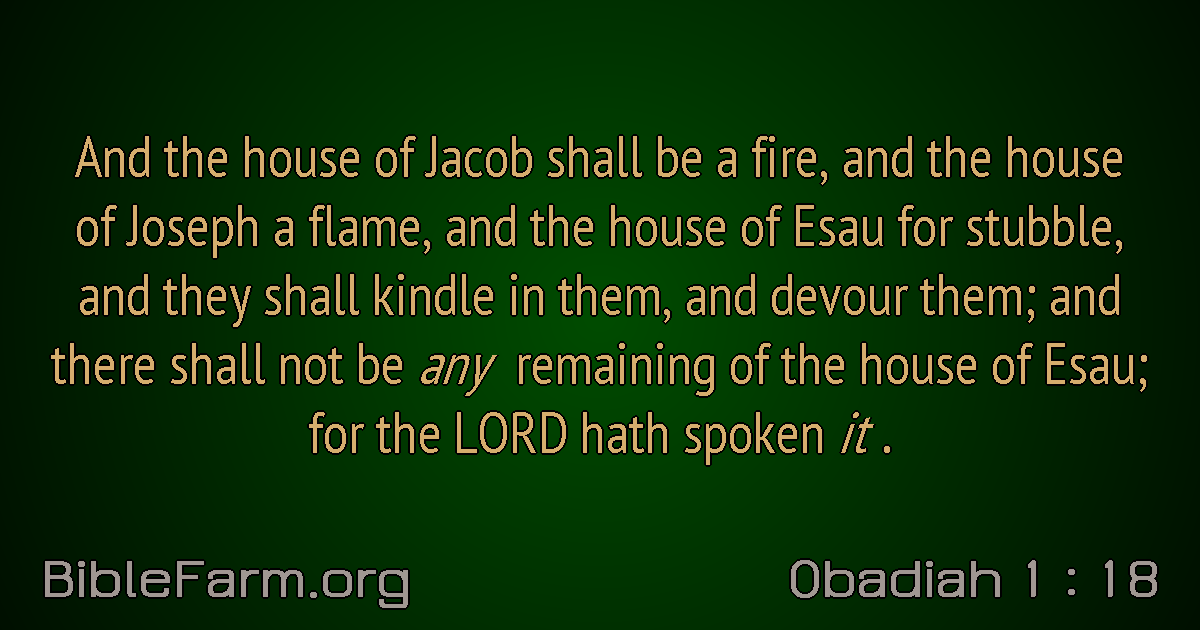 And the house of Jacob shall be a fire, and the house
of Joseph a flame, and the house of Esau for stubble,
and they shall kindle in them, and devour them; and
there shall not be any remaining of the house of Esau;
for the LORD hath spoken it .
BibleFarm.org
Obadiah 1 : 18